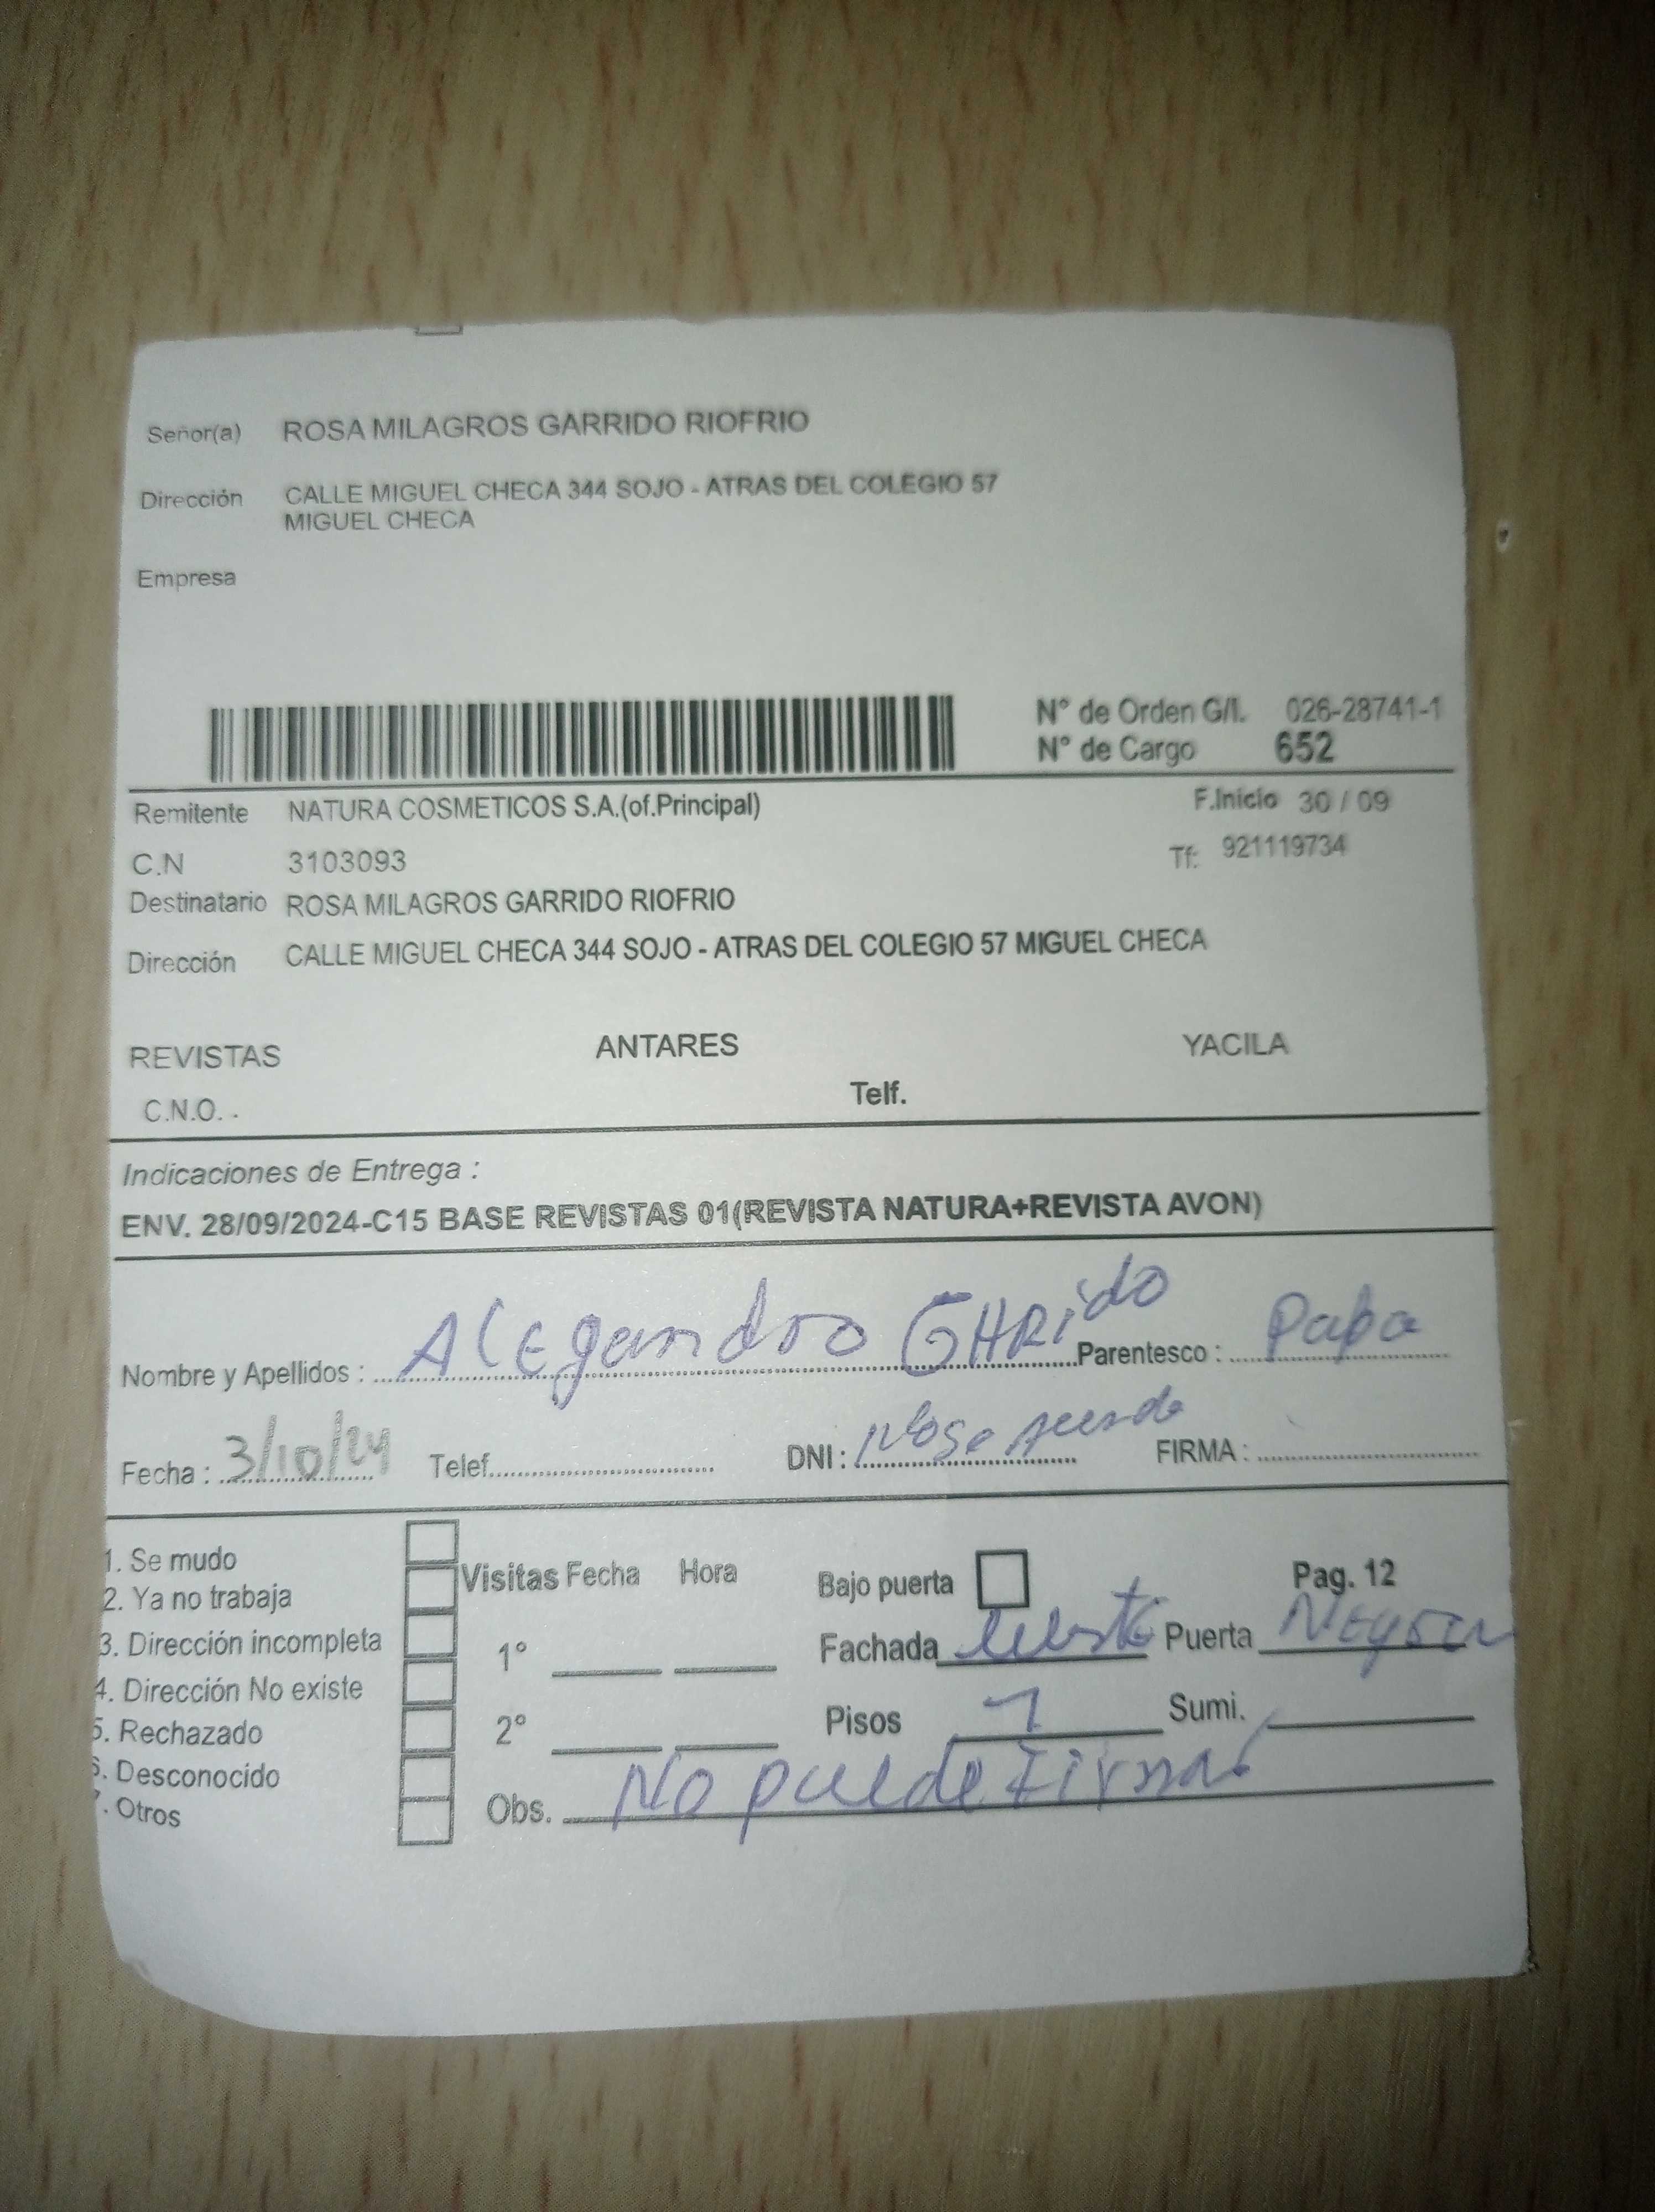 Señor(a) ROSA MILAGROS GARRIDO RIOFRIO
Dirección CALLE MIGUEL CHECA 344 SOJO - ATRAS DEL COLEGIO 57
MIGUEL CHECA
Empresa
N° de Orden G/I. 026-28741-1
N° de Cargo 652
Remitente NATURA COSMETICOS S.A.(of.Principal) F.Inicio 30 / 09
C.N 3103093 Tf: 921119734
Destinatario ROSA MILAGROS GARRIDO RIOFRIO
Dirección CALLE MIGUEL CHECA 344 SOJO - ATRAS DEL COLEGIO 57 MIGUEL CHECA
REVISTAS ANTARES YACILA
C.N.O. . Telf.
Indicaciones de Entrega :
ENV. 28/09/2024-C15 BASE REVISTAS 01(REVISTA NATURA+REVISTA AVON)
Nombre y Apellidos : Alegandro GARido Parentesco : Papa
Fecha : 3/10/24 Telef. DNI : No se FIRMA :
1. Se mudo Visitas Fecha Hora Bajo puerta Pag. 12
2. Ya no trabaja
3. Dirección incompleta 1° Fachada Puerta
4. Dirección No existe
5. Rechazado 2° Pisos 1 Sumi.
6. Desconocido
7. Otros Obs. No puede Firmar